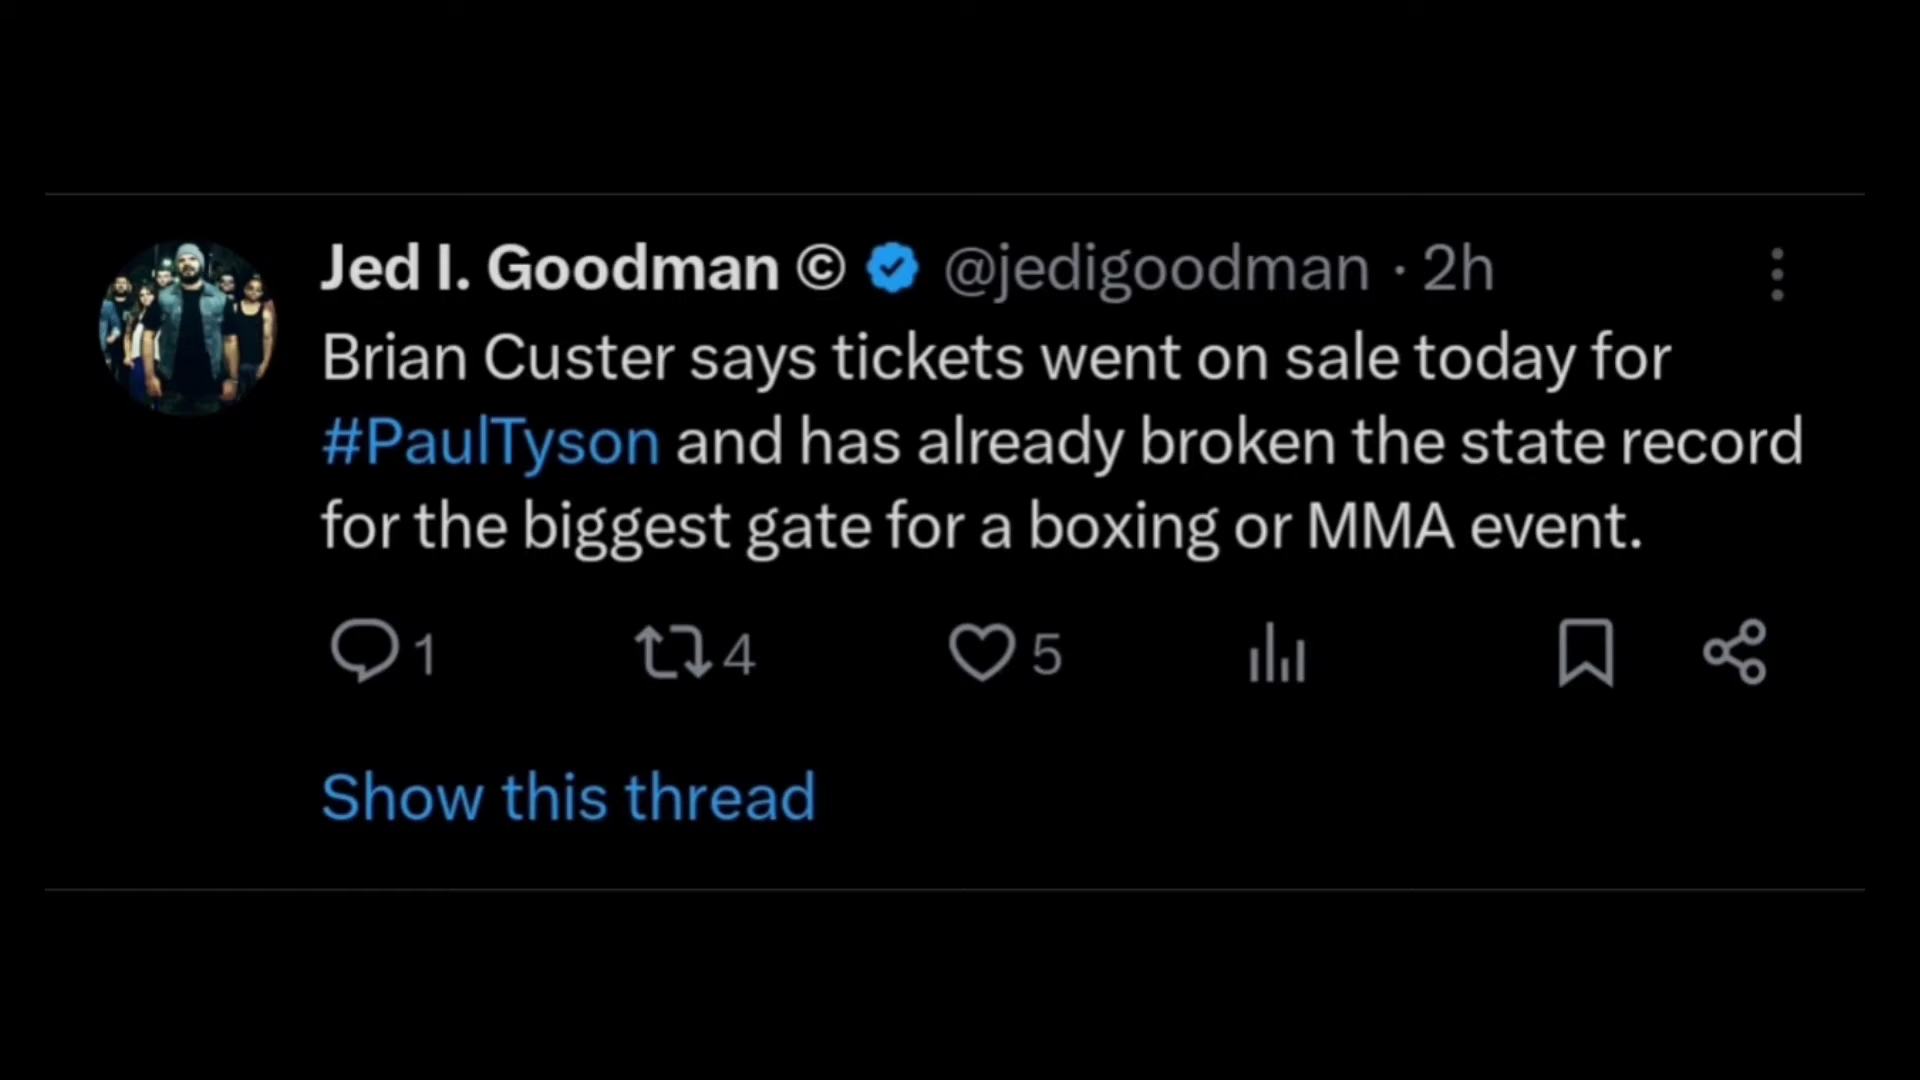 Jed I. Goodman © @jedigoodman · 2h
Brian Custer says tickets went on sale today for
#PaulTyson and has already broken the state record
for the biggest gate for a boxing or MMA event.
1 4 5
Show this thread